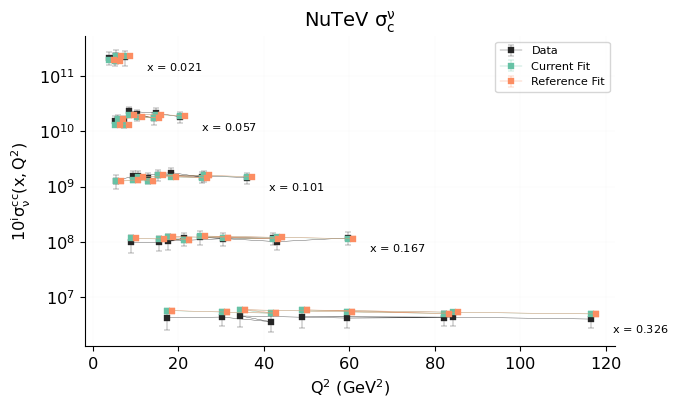 NuTeV σ_c^ν
Data
Current Fit
Reference Fit
x = 0.021
x = 0.057
x = 0.101
x = 0.167
x = 0.326
10^11
10^10
10^9
10^8
10^7
10^i σ_ν^cc(x, Q^2)
0 20 40 60 80 100 120
Q^2 (GeV^2)